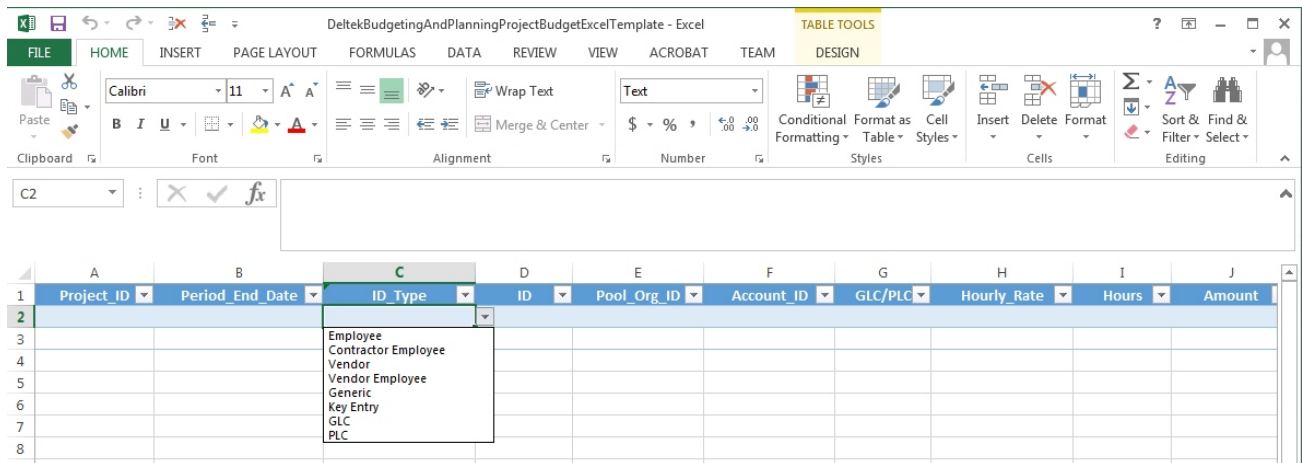 DeltekBudgetingAndPlanningProjectBudgetExcelTemplate - Excel TABLE TOOLS ?
FILE HOME INSERT PAGE LAYOUT FORMULAS DATA REVIEW VIEW ACROBAT TEAM DESIGN
Calibri 11 Wrap Text Text
Paste B I U Merge & Center $ % , Conditional Formatting Format as Table Cell Styles Insert Delete Format Sort & Filter Find & Select
Clipboard Font Alignment Number Styles Cells Editing
C2 fx
A B C D E F G H I J
1 Project_ID Period_End_Date ID_Type ID Pool_Org_ID Account_ID GLC/PLC Hourly_Rate Hours Amount
2
3 Employee
Contractor Employee
4 Vendor
5 Vendor Employee
Generic
6 Key Entry
7 GLC
PLC
8